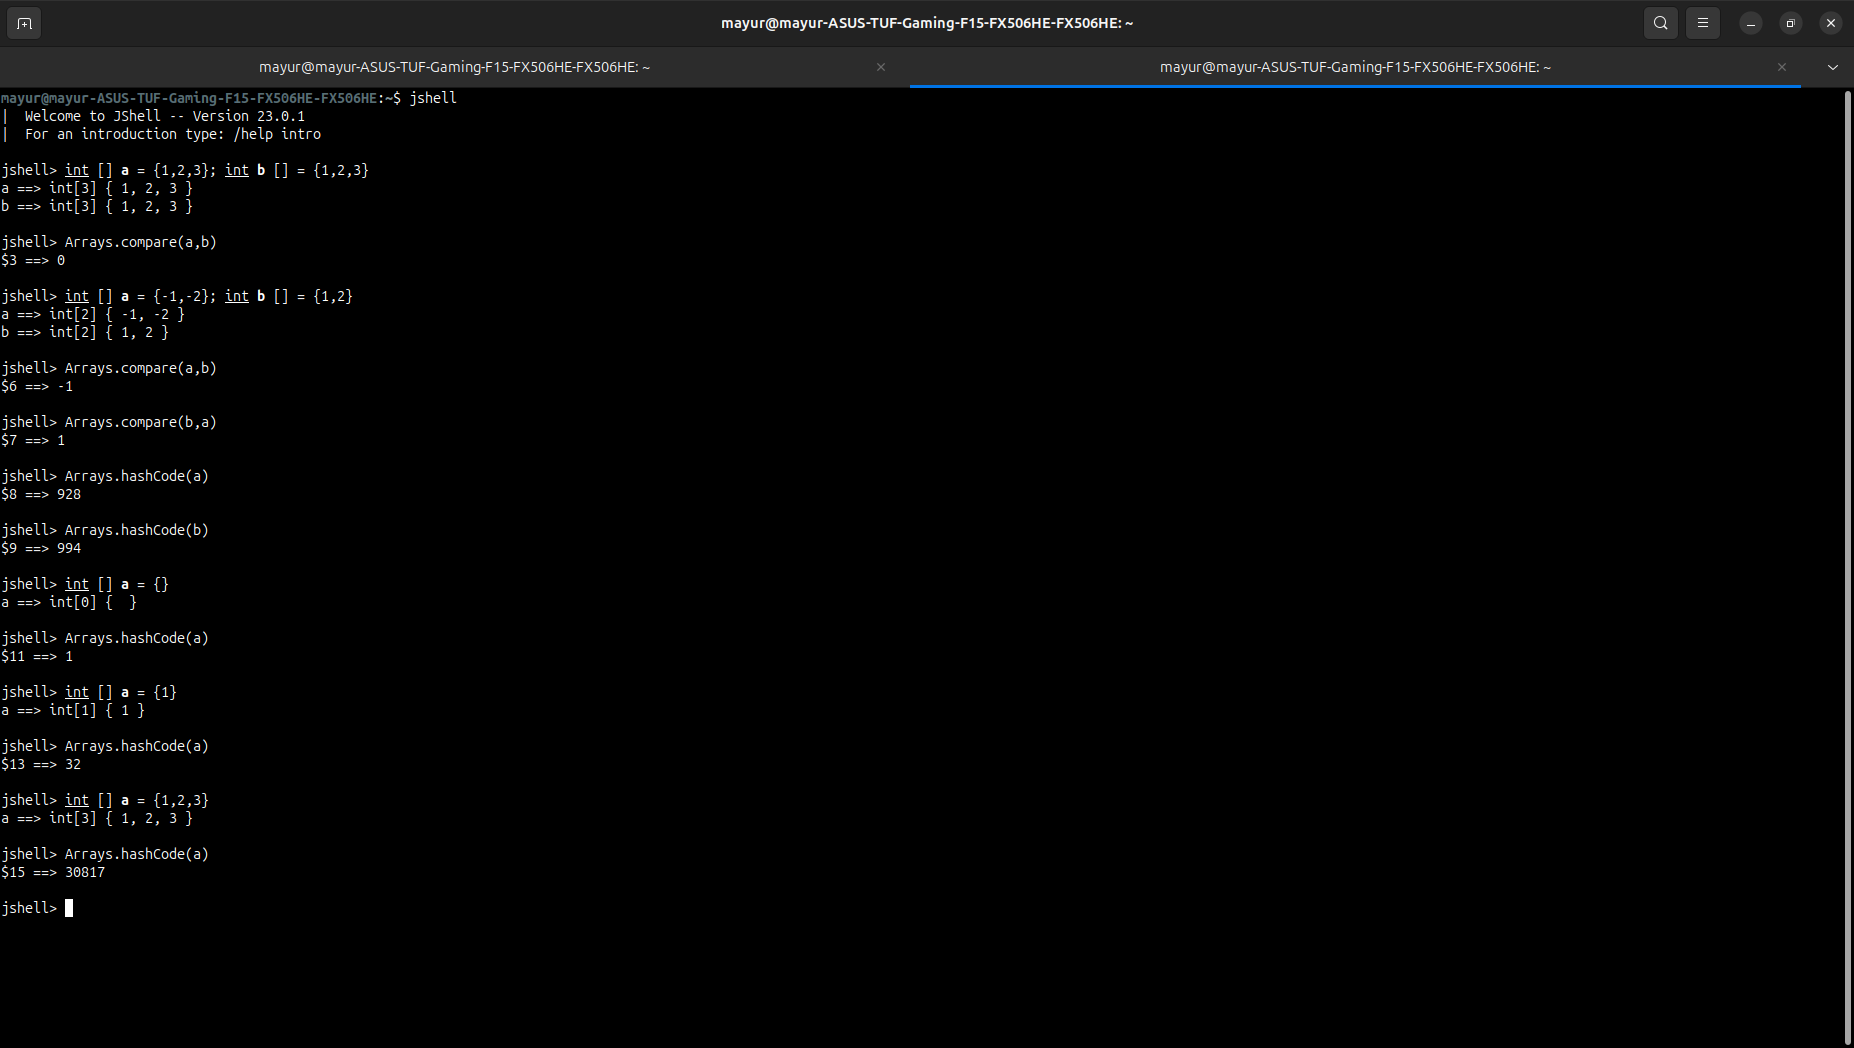 mayur@mayur-ASUS-TUF-Gaming-F15-FX506HE-FX506HE: ~
mayur@mayur-ASUS-TUF-Gaming-F15-FX506HE-FX506HE: ~
mayur@mayur-ASUS-TUF-Gaming-F15-FX506HE-FX506HE: ~
mayur@mayur-ASUS-TUF-Gaming-F15-FX506HE-FX506HE:~$ jshell
|  Welcome to JShell -- Version 23.0.1
|  For an introduction type: /help intro
jshell> int [] a = {1,2,3}; int b [] = {1,2,3}
a ==> int[3] { 1, 2, 3 }
b ==> int[3] { 1, 2, 3 }
jshell> Arrays.compare(a,b)
$3 ==> 0
jshell> int [] a = {-1,-2}; int b [] = {1,2}
a ==> int[2] { -1, -2 }
b ==> int[2] { 1, 2 }
jshell> Arrays.compare(a,b)
$6 ==> -1
jshell> Arrays.compare(b,a)
$7 ==> 1
jshell> Arrays.hashCode(a)
$8 ==> 928
jshell> Arrays.hashCode(b)
$9 ==> 994
jshell> int [] a = {}
a ==> int[0] {  }
jshell> Arrays.hashCode(a)
$11 ==> 1
jshell> int [] a = {1}
a ==> int[1] { 1 }
jshell> Arrays.hashCode(a)
$13 ==> 32
jshell> int [] a = {1,2,3}
a ==> int[3] { 1, 2, 3 }
jshell> Arrays.hashCode(a)
$15 ==> 30817
jshell>